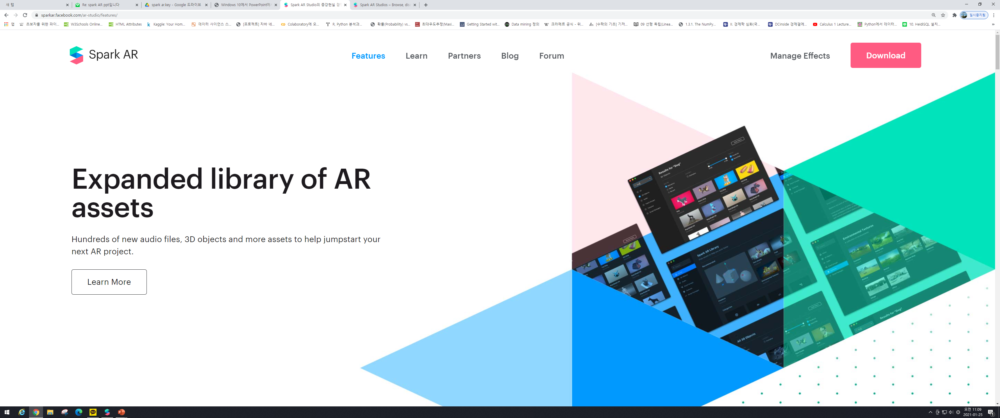 새 탭
Re: spark AR ppt입니다
spark ar.key - Google 드라이브
Windows 10에서 PowerPoint에
Spark AR Studio의 증강현실 경
Spark AR Studios – Browse, disc
sparkar.facebook.com/ar-studio/features/
일시중지됨
앱
초보자를 위한 파이...
W3Schools Online...
HTML Attributes
Kaggle: Your Hom...
데이터 사이언스 스...
[프로젝트] 자바 네...
Colaboratory에 오...
R, Python 분석과...
확률(Probability) vs...
최대우도추정(Maxi...
Getting Started wit...
Data mining 정의
크라메르 공식 - 위...
[수학의 기초] 기저...
09 선형 독립(Linea...
1.3.1. The NumPy...
II. 경제학 심화(국...
DCinside 경제갤에...
Calculus 1 Lecture...
Python에서 데이터...
10. HeidiSQL 설치...
Spark AR
Features
Learn
Partners
Blog
Forum
Manage Effects
Download
Expanded library of AR
assets
Hundreds of new audio files, 3D objects and more assets to help jumpstart your
next AR project.
Learn More
Results for "Dog"
3D Objects
Spark AR Library
Recommended
Categories
All 3D Objects
Environmental Textures
Results for "Dog"
오전 11:09
2021-01-25